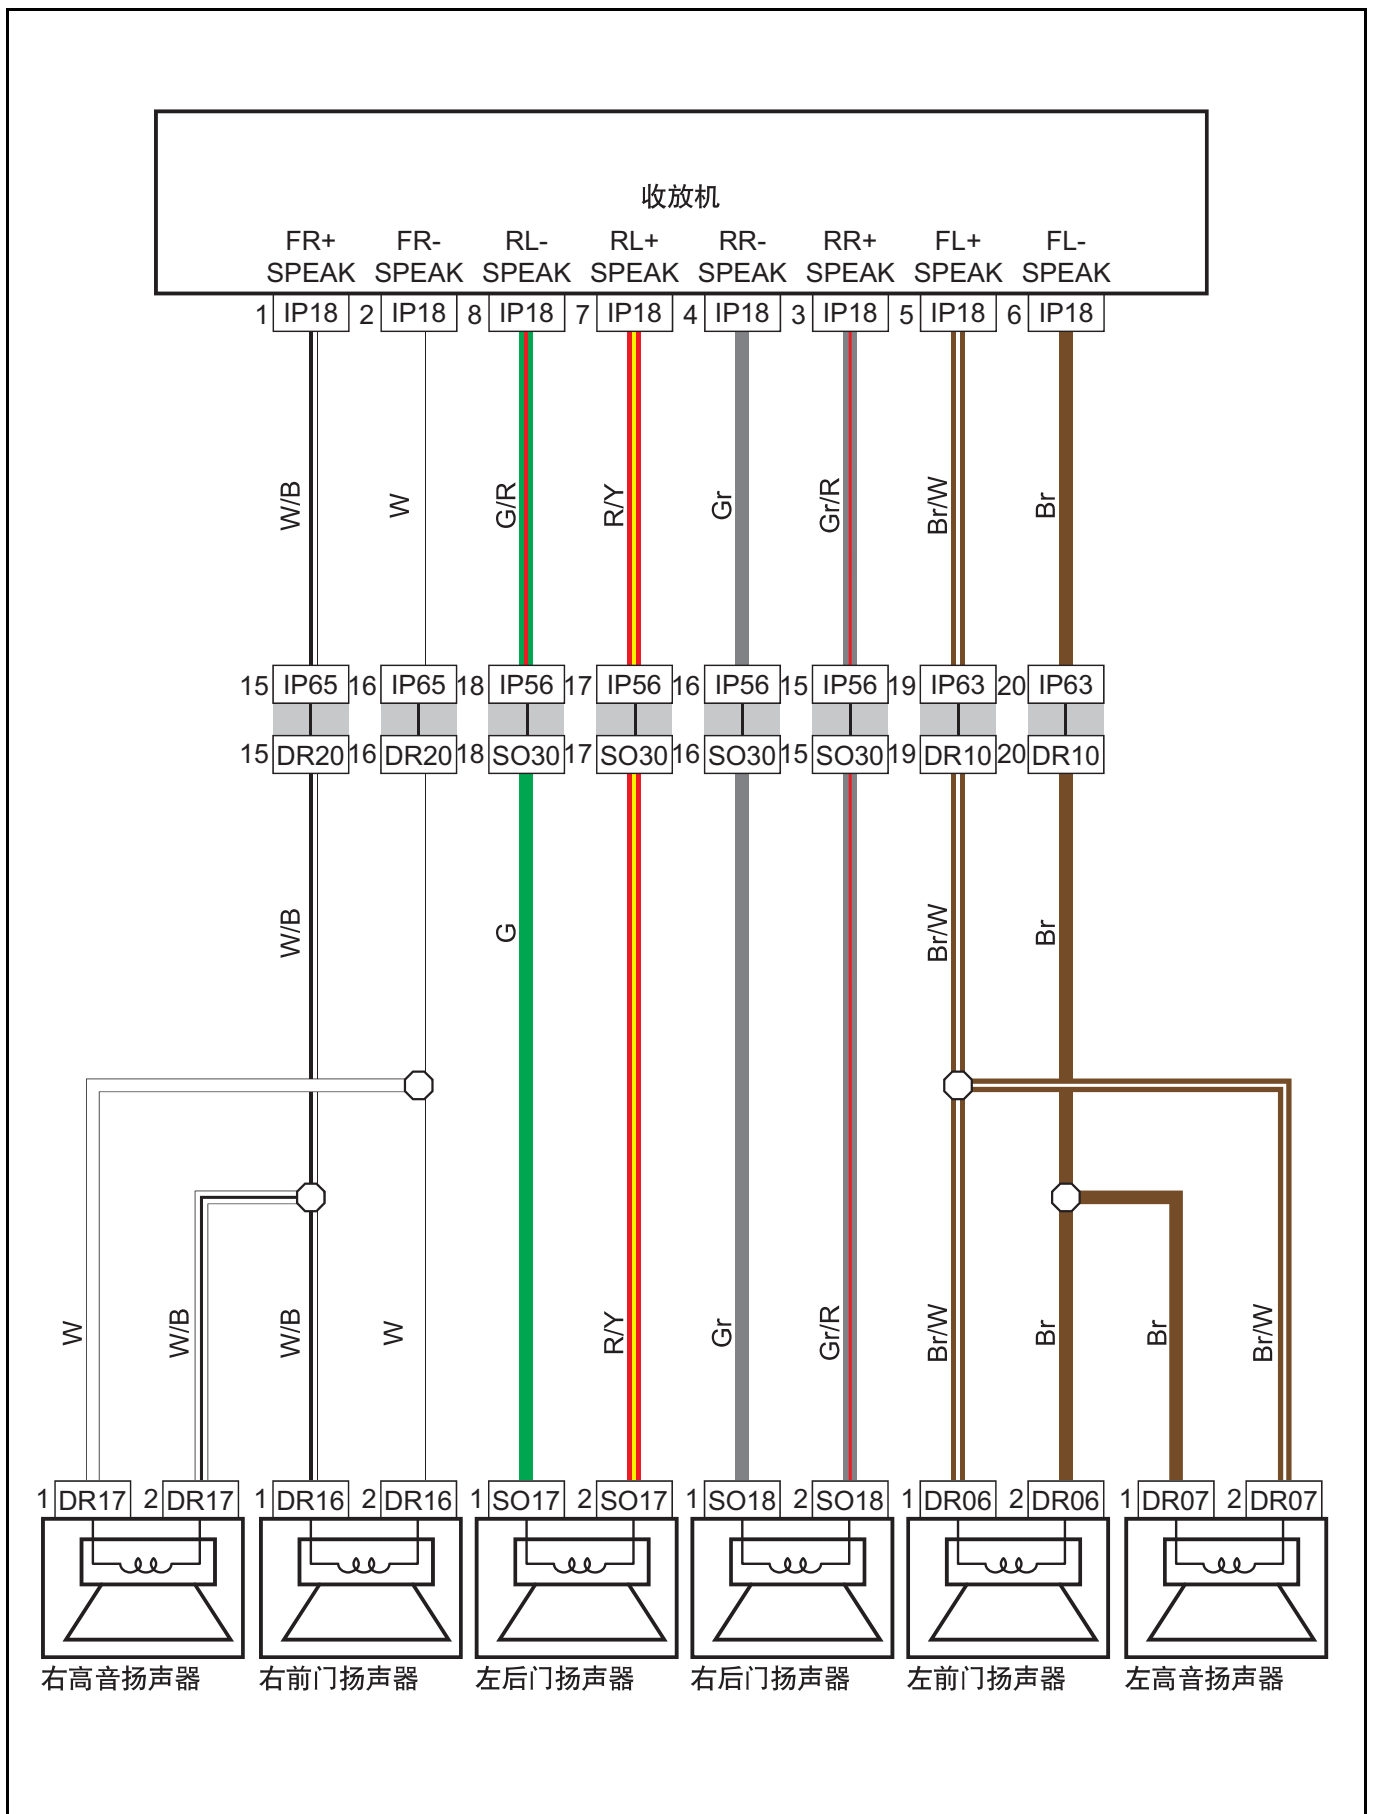 收放机
FR+ FR- RL- RL+ RR- RR+ FL+ FL-
SPEAK SPEAK SPEAK SPEAK SPEAK SPEAK SPEAK SPEAK
1 IP18 2 IP18 8 IP18 7 IP18 4 IP18 3 IP18 5 IP18 6 IP18
W/B W G/R R/Y Gr Gr/R Br/W Br
15 IP65 16 IP65 18 IP56 17 IP56 16 IP56 15 IP56 19 IP63 20 IP63
15 DR20 16 DR20 18 SO30 17 SO30 16 SO30 15 SO30 19 DR10 20 DR10
W/B G Br/W Br
W W/B W/B W R/Y Gr Gr/R Br/W Br Br Br/W
1 DR17 2 DR17 1 DR16 2 DR16 1 SO17 2 SO17 1 SO18 2 SO18 1 DR06 2 DR06 1 DR07 2 DR07
右高音扬声器 右前门扬声器 左后门扬声器 右后门扬声器 左前门扬声器 左高音扬声器